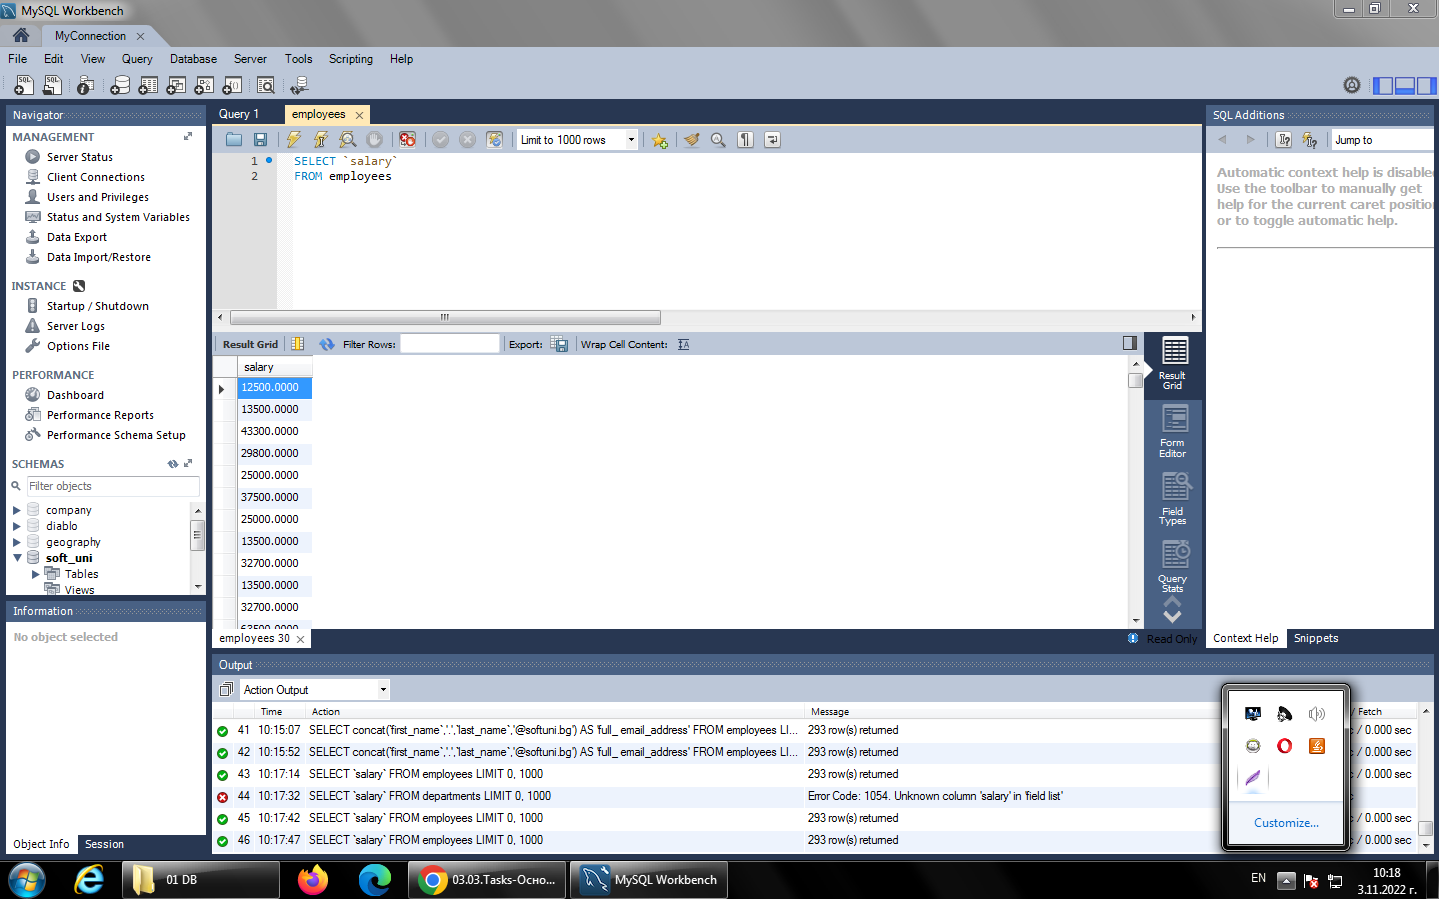 MySQL Workbench
MyConnection
File Edit View Query Database Server Tools Scripting Help
Navigator
MANAGEMENT
Server Status
Client Connections
Users and Privileges
Status and System Variables
Data Export
Data Import/Restore
INSTANCE
Startup / Shutdown
Server Logs
Options File
PERFORMANCE
Dashboard
Performance Reports
Performance Schema Setup
SCHEMAS
Filter objects
company
diablo
geography
soft_uni
Tables
Views
Information
No object selected
Object Info Session
Query 1 employees
Limit to 1000 rows
1 SELECT `salary`
2 FROM employees
Result Grid Filter Rows: Export: Wrap Cell Content:
salary
12500.0000
13500.0000
43300.0000
29800.0000
25000.0000
37500.0000
25000.0000
13500.0000
32700.0000
13500.0000
32700.0000
63500.0000
Result
Grid
Form
Editor
Field
Types
Query
Stats
employees 30
Read Only
SQL Additions
Jump to
Automatic context help is disabled
Use the toolbar to manually get
help for the current caret position
or to toggle automatic help.
Context Help Snippets
Output
Action Output
Time Action Message / Fetch
41 10:15:07 SELECT concat(`first_name`,'.',`last_name`,'@softuni.bg') AS 'full_ email_address' FROM employees LI... 293 row(s) returned / 0.000 sec
42 10:15:52 SELECT concat(`first_name`,'.',`last_name`,'@softuni.bg') AS 'full_ email_address' FROM employees LI... 293 row(s) returned / 0.000 sec
43 10:17:14 SELECT `salary` FROM employees LIMIT 0, 1000 293 row(s) returned / 0.000 sec
44 10:17:32 SELECT `salary` FROM departments LIMIT 0, 1000 Error Code: 1054. Unknown column 'salary' in 'field list'
45 10:17:42 SELECT `salary` FROM employees LIMIT 0, 1000 293 row(s) returned / 0.000 sec
46 10:17:47 SELECT `salary` FROM employees LIMIT 0, 1000 293 row(s) returned / 0.000 sec
Customize...
01 DB
03.03.Tasks-Осно...
MySQL Workbench
EN
10:18
3.11.2022 г.